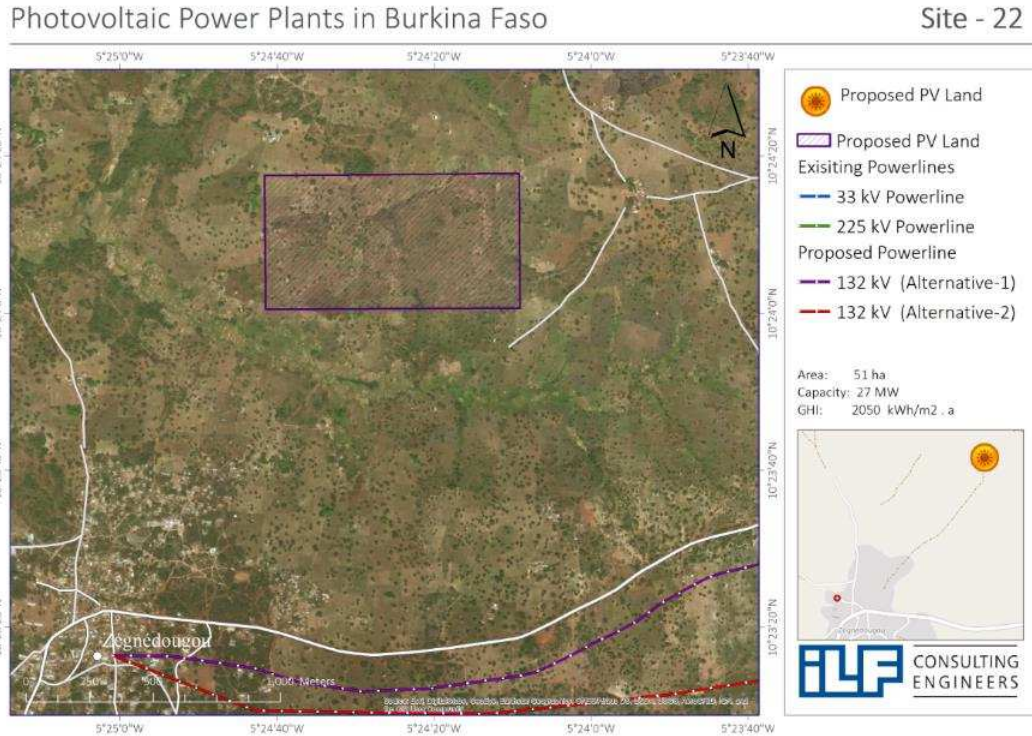 Photovoltaic Power Plants in Burkina Faso
Site - 22
5°25'0"W 5°24'40"W 5°24'20"W 5°24'0"W 5°23'40"W
N
10°24'20"N
10°24'0"N
10°23'40"N
10°23'20"N
Zégnédougou
0 250 500 1,000 Meters
5°25'0"W 5°24'40"W 5°24'20"W 5°24'0"W 5°23'40"W
Proposed PV Land
Proposed PV Land
Exisiting Powerlines
33 kV Powerline
225 kV Powerline
Proposed Powerline
132 kV (Alternative-1)
132 kV (Alternative-2)
Area: 51 ha
Capacity: 27 MW
GHI: 2050 kWh/m2 . a
Zégnédougou
ILF CONSULTING
ENGINEERS